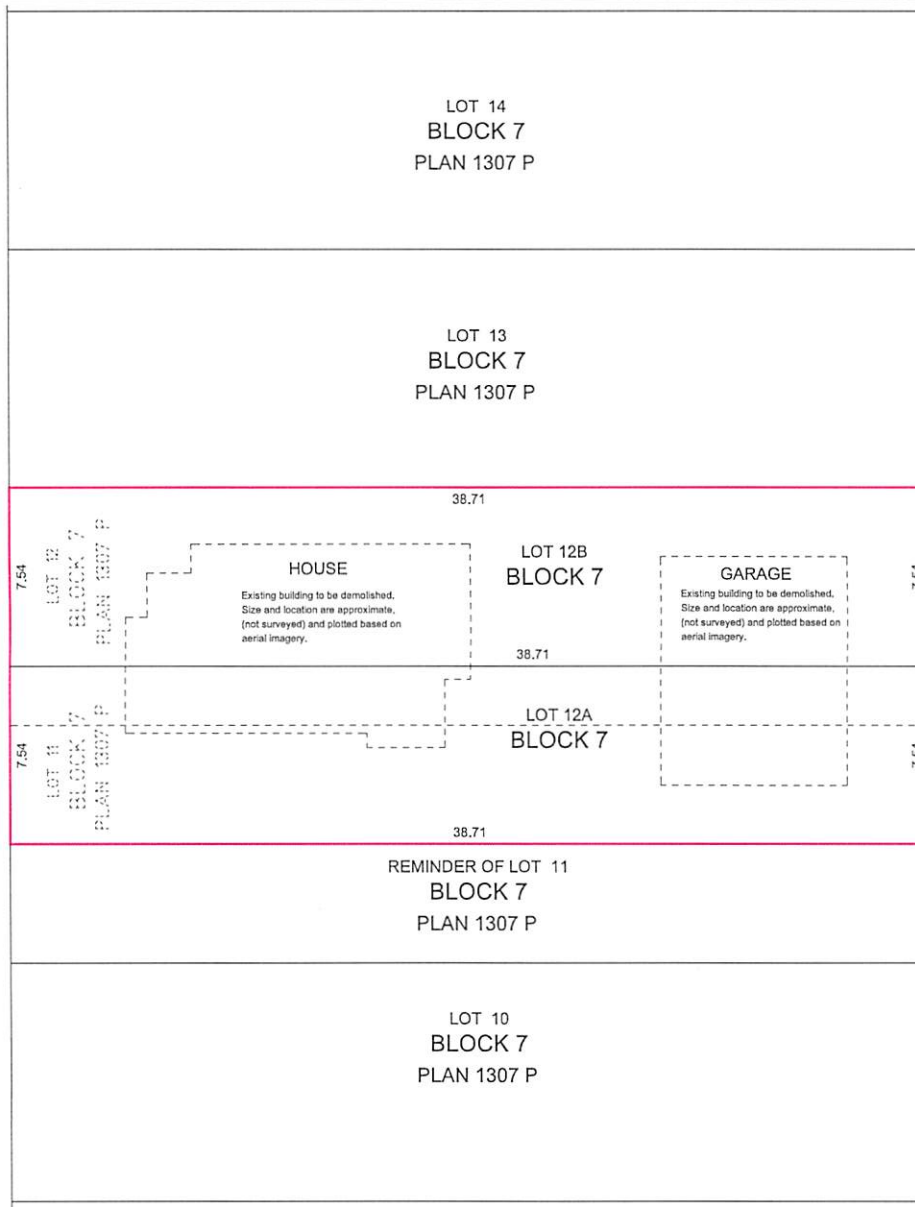 LOT 14
BLOCK 7
PLAN 1307 P
LOT 13
BLOCK 7
PLAN 1307 P
38.71
7.54
LOT 12
BLOCK 7
PLAN 1307 P
HOUSE
Existing building to be demolished.
Size and location are approximate,
(not surveyed) and plotted based on
aerial imagery.
LOT 12B
BLOCK 7
GARAGE
Existing building to be demolished.
Size and location are approximate,
(not surveyed) and plotted based on
aerial imagery.
7.54
38.71
7.54
LOT 11
BLOCK 7
PLAN 1307 P
LOT 12A
BLOCK 7
7.54
38.71
REMINDER OF LOT 11
BLOCK 7
PLAN 1307 P
LOT 10
BLOCK 7
PLAN 1307 P